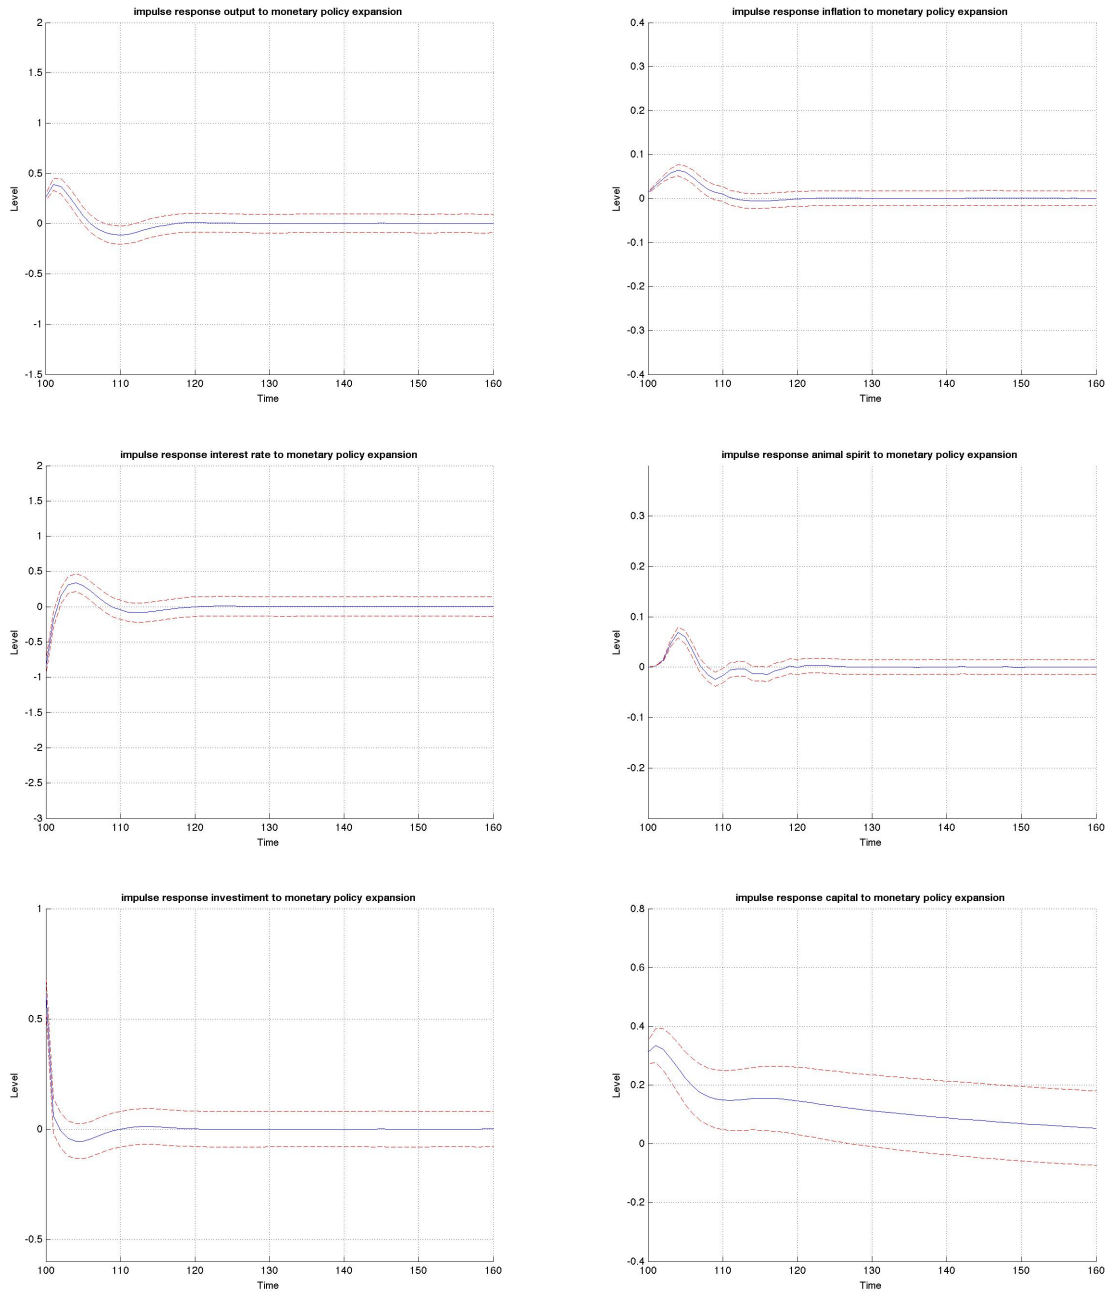 impulse response output to monetary policy expansion
2
1.5
1
0.5
0
-0.5
-1
-1.5
Level
100 110 120 130 140 150 160
Time
impulse response inflation to monetary policy expansion
0.4
0.3
0.2
0.1
0
-0.1
-0.2
-0.3
-0.4
Level
100 110 120 130 140 150 160
Time
impulse response interest rate to monetary policy expansion
2
1.5
1
0.5
0
-0.5
-1
-1.5
-2
-2.5
-3
Level
100 110 120 130 140 150 160
Time
impulse response animal spirit to monetary policy expansion
0.3
0.2
0.1
0
-0.1
-0.2
Level
100 110 120 130 140 150 160
Time
impulse response investiment to monetary policy expansion
1
0.5
0
-0.5
Level
100 110 120 130 140 150 160
Time
impulse response capital to monetary policy expansion
0.8
0.6
0.4
0.2
0
-0.2
-0.4
Level
100 110 120 130 140 150 160
Time